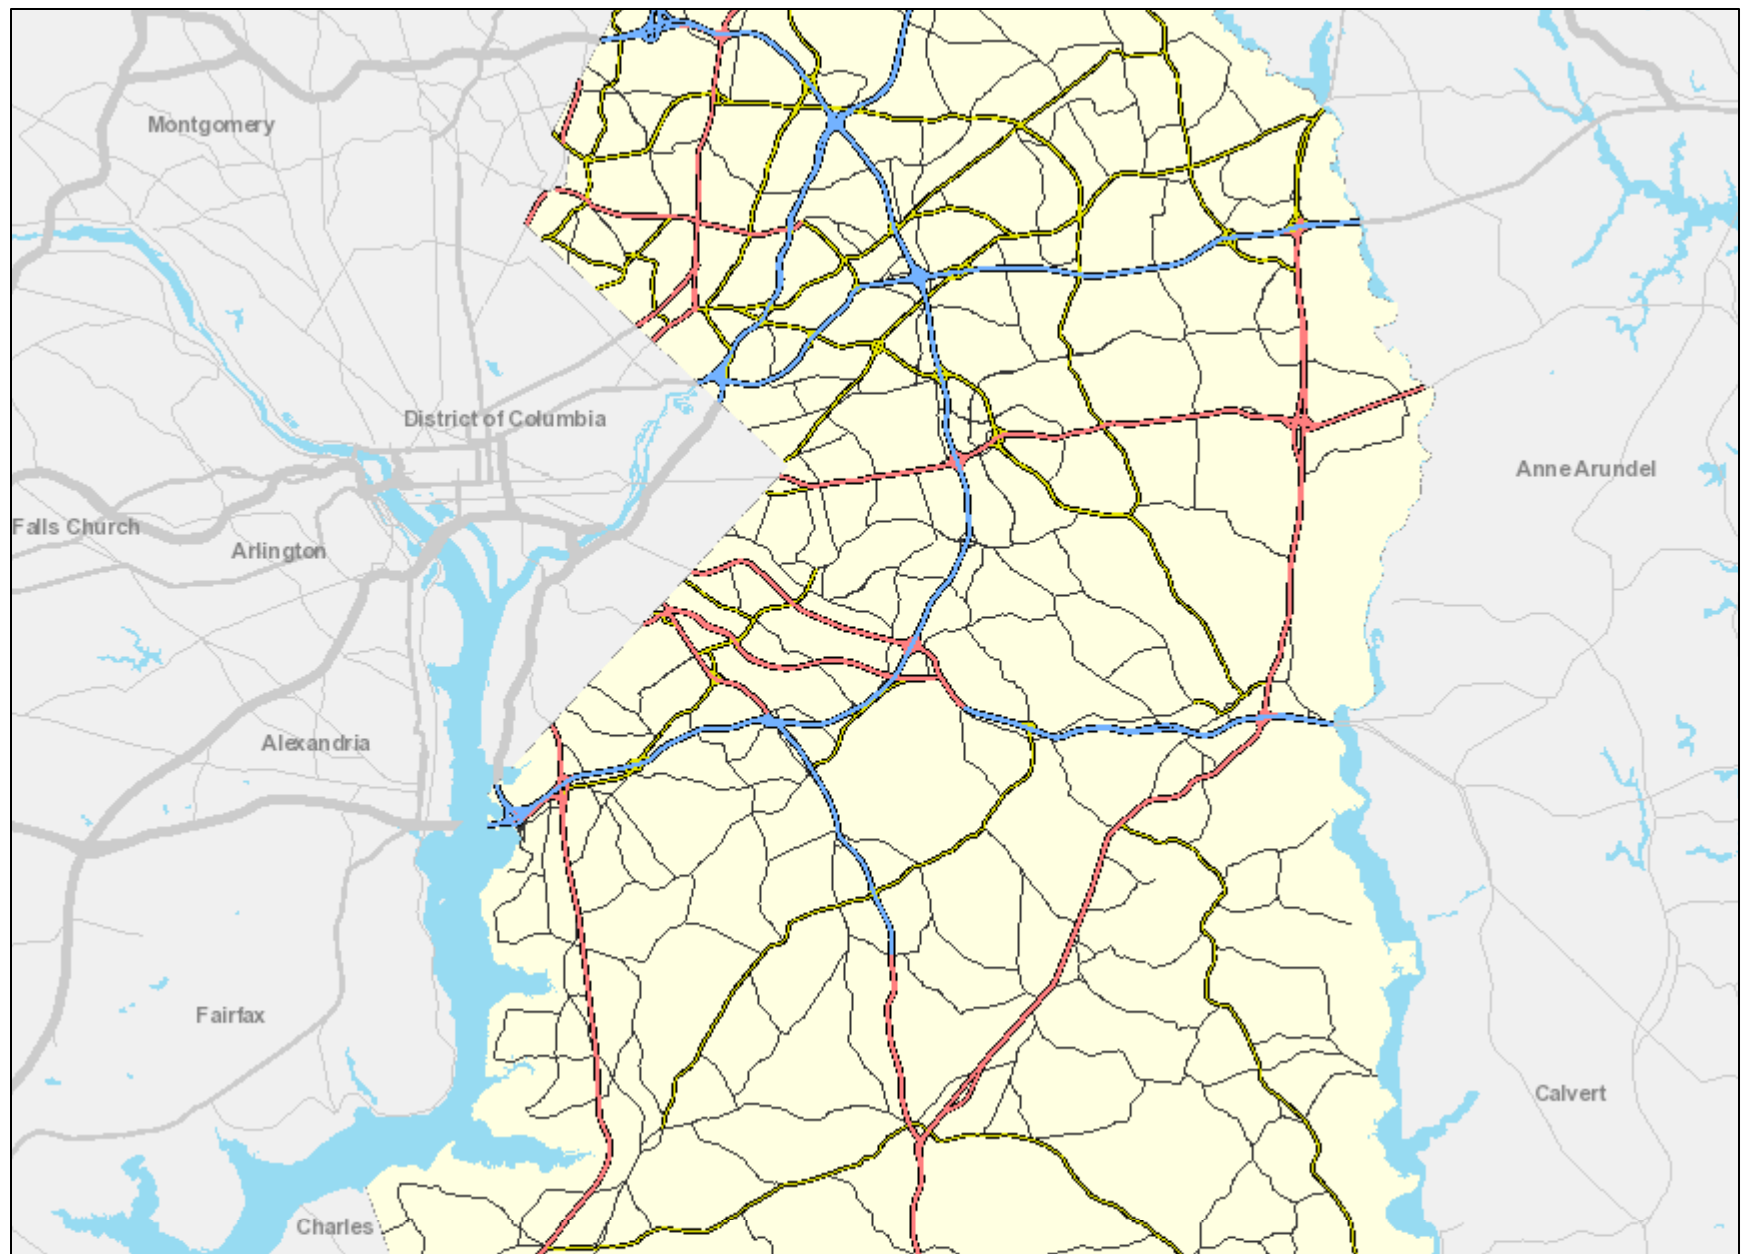 Montgomery
District of Columbia
Anne Arundel
Falls Church
Arlington
Alexandria
Fairfax
Calvert
Charles